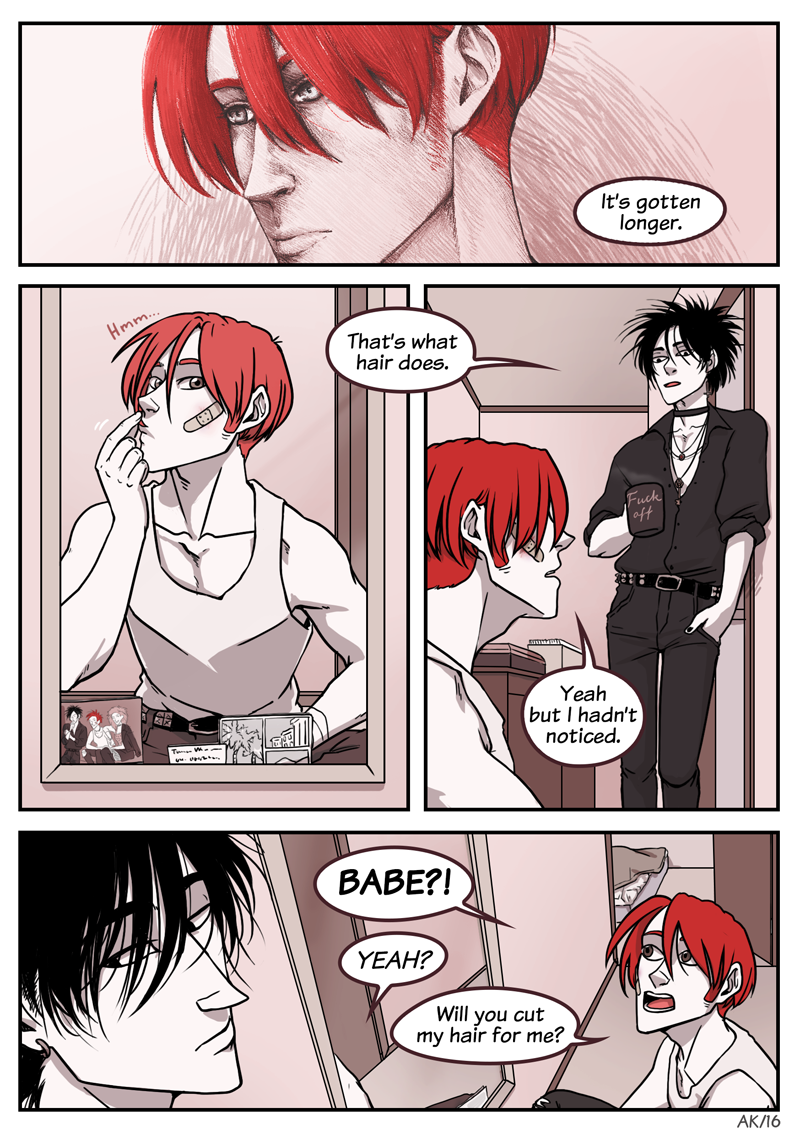 It's gotten
longer.
Hmm...
That's what
hair does.
Fuck
off
Yeah
but I hadn't
noticed.
BABE?!
YEAH?
Will you cut
my hair for me?
AK/16